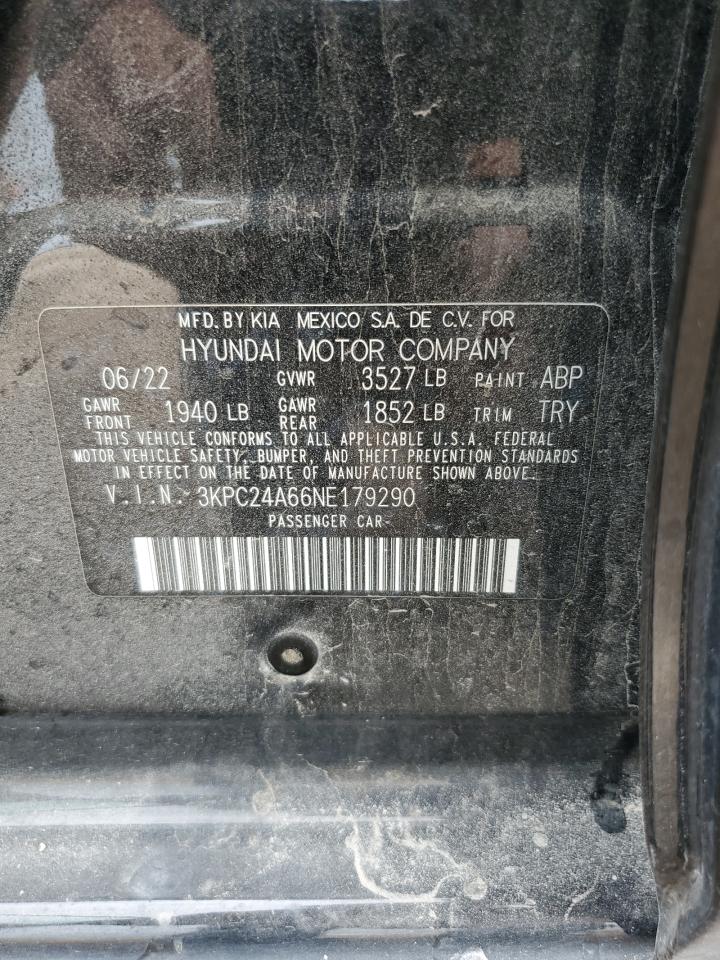 MFD. BY KIA MEXICO S.A. DE C.V. FOR
HYUNDAI MOTOR COMPANY
06/22 GVWR 3527 LB PAINT ABP
GAWR FRONT 1940 LB GAWR REAR 1852 LB TRIM TRY
THIS VEHICLE CONFORMS TO ALL APPLICABLE U.S.A. FEDERAL
MOTOR VEHICLE SAFETY, BUMPER, AND THEFT PREVENTION STANDARDS
IN EFFECT ON THE DATE OF MANUFACTURE SHOWN ABOVE.
V.I.N.: 3KPC24A66NE179290
PASSENGER CAR